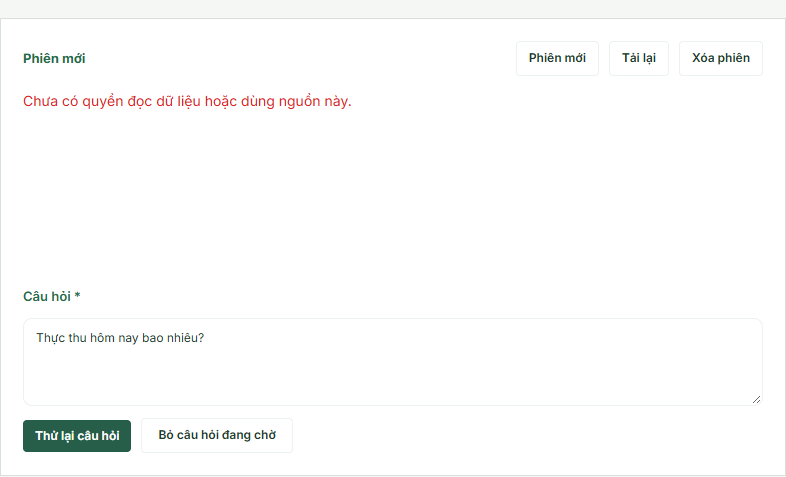 Phiên mới
Phiên mới
Tải lại
Xóa phiên
Chưa có quyền đọc dữ liệu hoặc dùng nguồn này.
Câu hỏi *
Thực thu hôm nay bao nhiêu?
Thử lại câu hỏi
Bỏ câu hỏi đang chờ